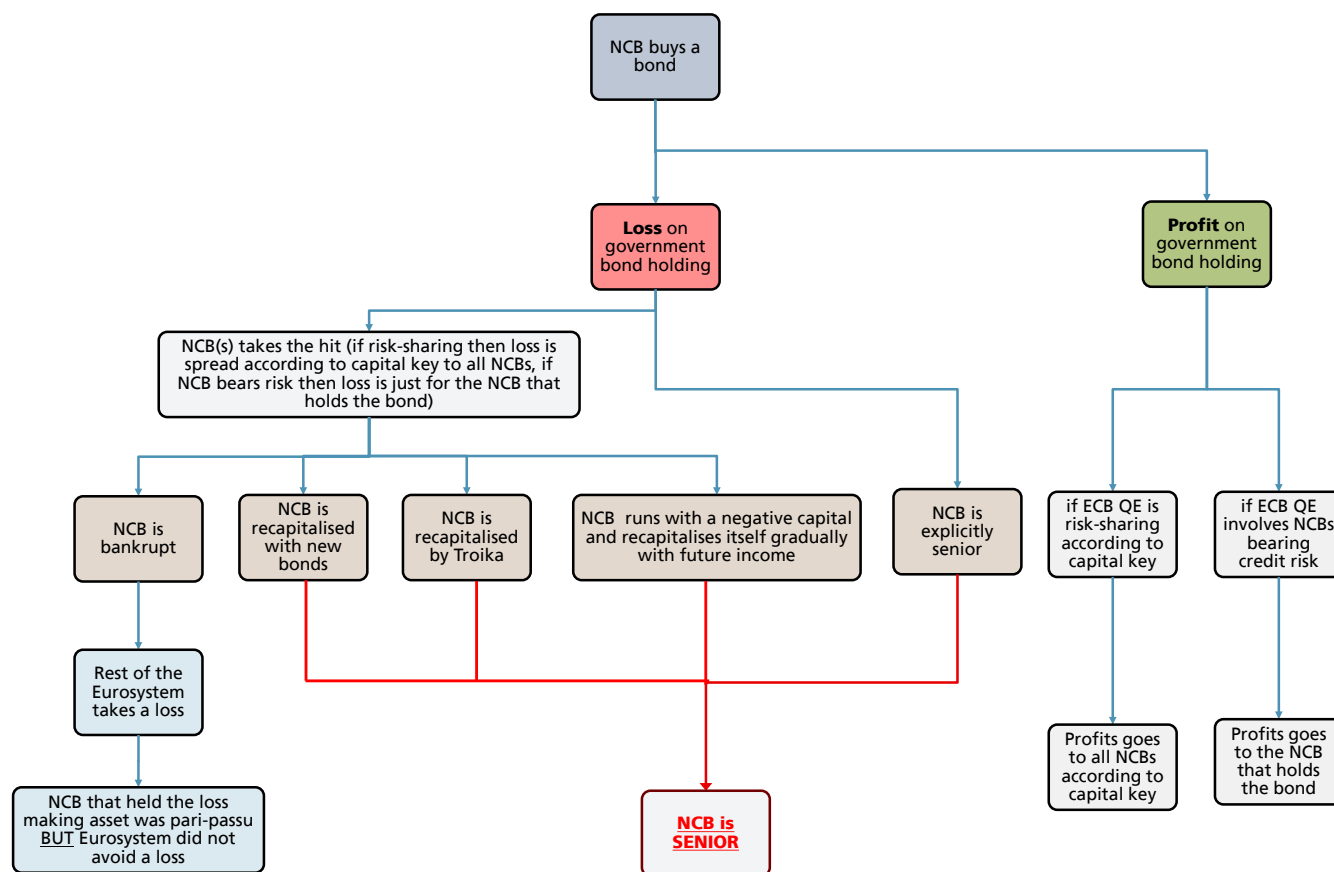 NCB buys a
bond
Loss on
government
bond holding
Profit on
government
bond holding
NCB(s) takes the hit (if risk-sharing then loss is
spread according to capital key to all NCBs, if
NCB bears risk then loss is just for the NCB that
holds the bond)
NCB is
bankrupt
NCB is
recapitalised
with new
bonds
NCB is
recapitalised
by Troika
NCB runs with a negative capital
and recapitalises itself gradually
with future income
NCB is
explicitly
senior
if ECB QE is
risk-sharing
according to
capital key
if ECB QE
involves NCBs
bearing
credit risk
Rest of the
Eurosystem
takes a loss
Profits goes
to all NCBs
according to
capital key
Profits goes
to the NCB
that holds
the bond
NCB that held the loss
making asset was pari-passu
BUT Eurosystem did not
avoid a loss
NCB is
SENIOR